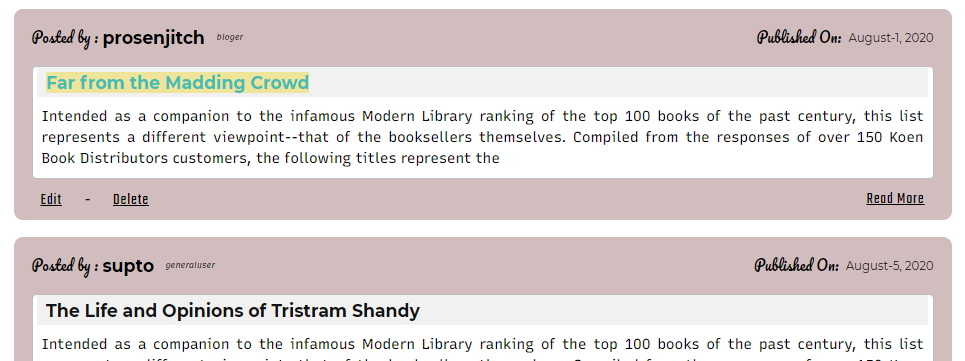 Posted by : prosenjitch bloger Published On: August-1, 2020
Far from the Madding Crowd
Intended as a companion to the infamous Modern Library ranking of the top 100 books of the past century, this list
represents a different viewpoint--that of the booksellers themselves. Compiled from the responses of over 150 Koen
Book Distributors customers, the following titles represent the
Edit - Delete Read More
Posted by : supto generaluser Published On: August-5, 2020
The Life and Opinions of Tristram Shandy
Intended as a companion to the infamous Modern Library ranking of the top 100 books of the past century, this list